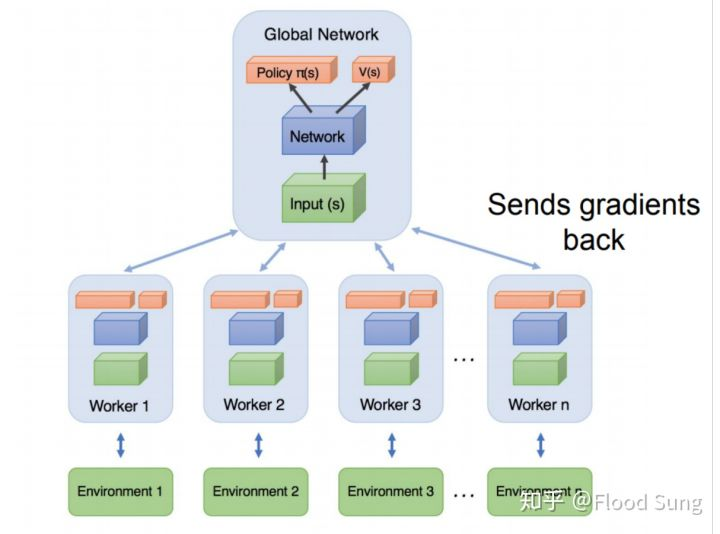 Global Network
Policy π(s)
V(s)
Network
Input (s)
Sends gradients
back
Worker 1
Worker 2
Worker 3
...
Worker n
Environment 1
Environment 2
Environment 3
...
Environment n
知乎 @Flood Sung